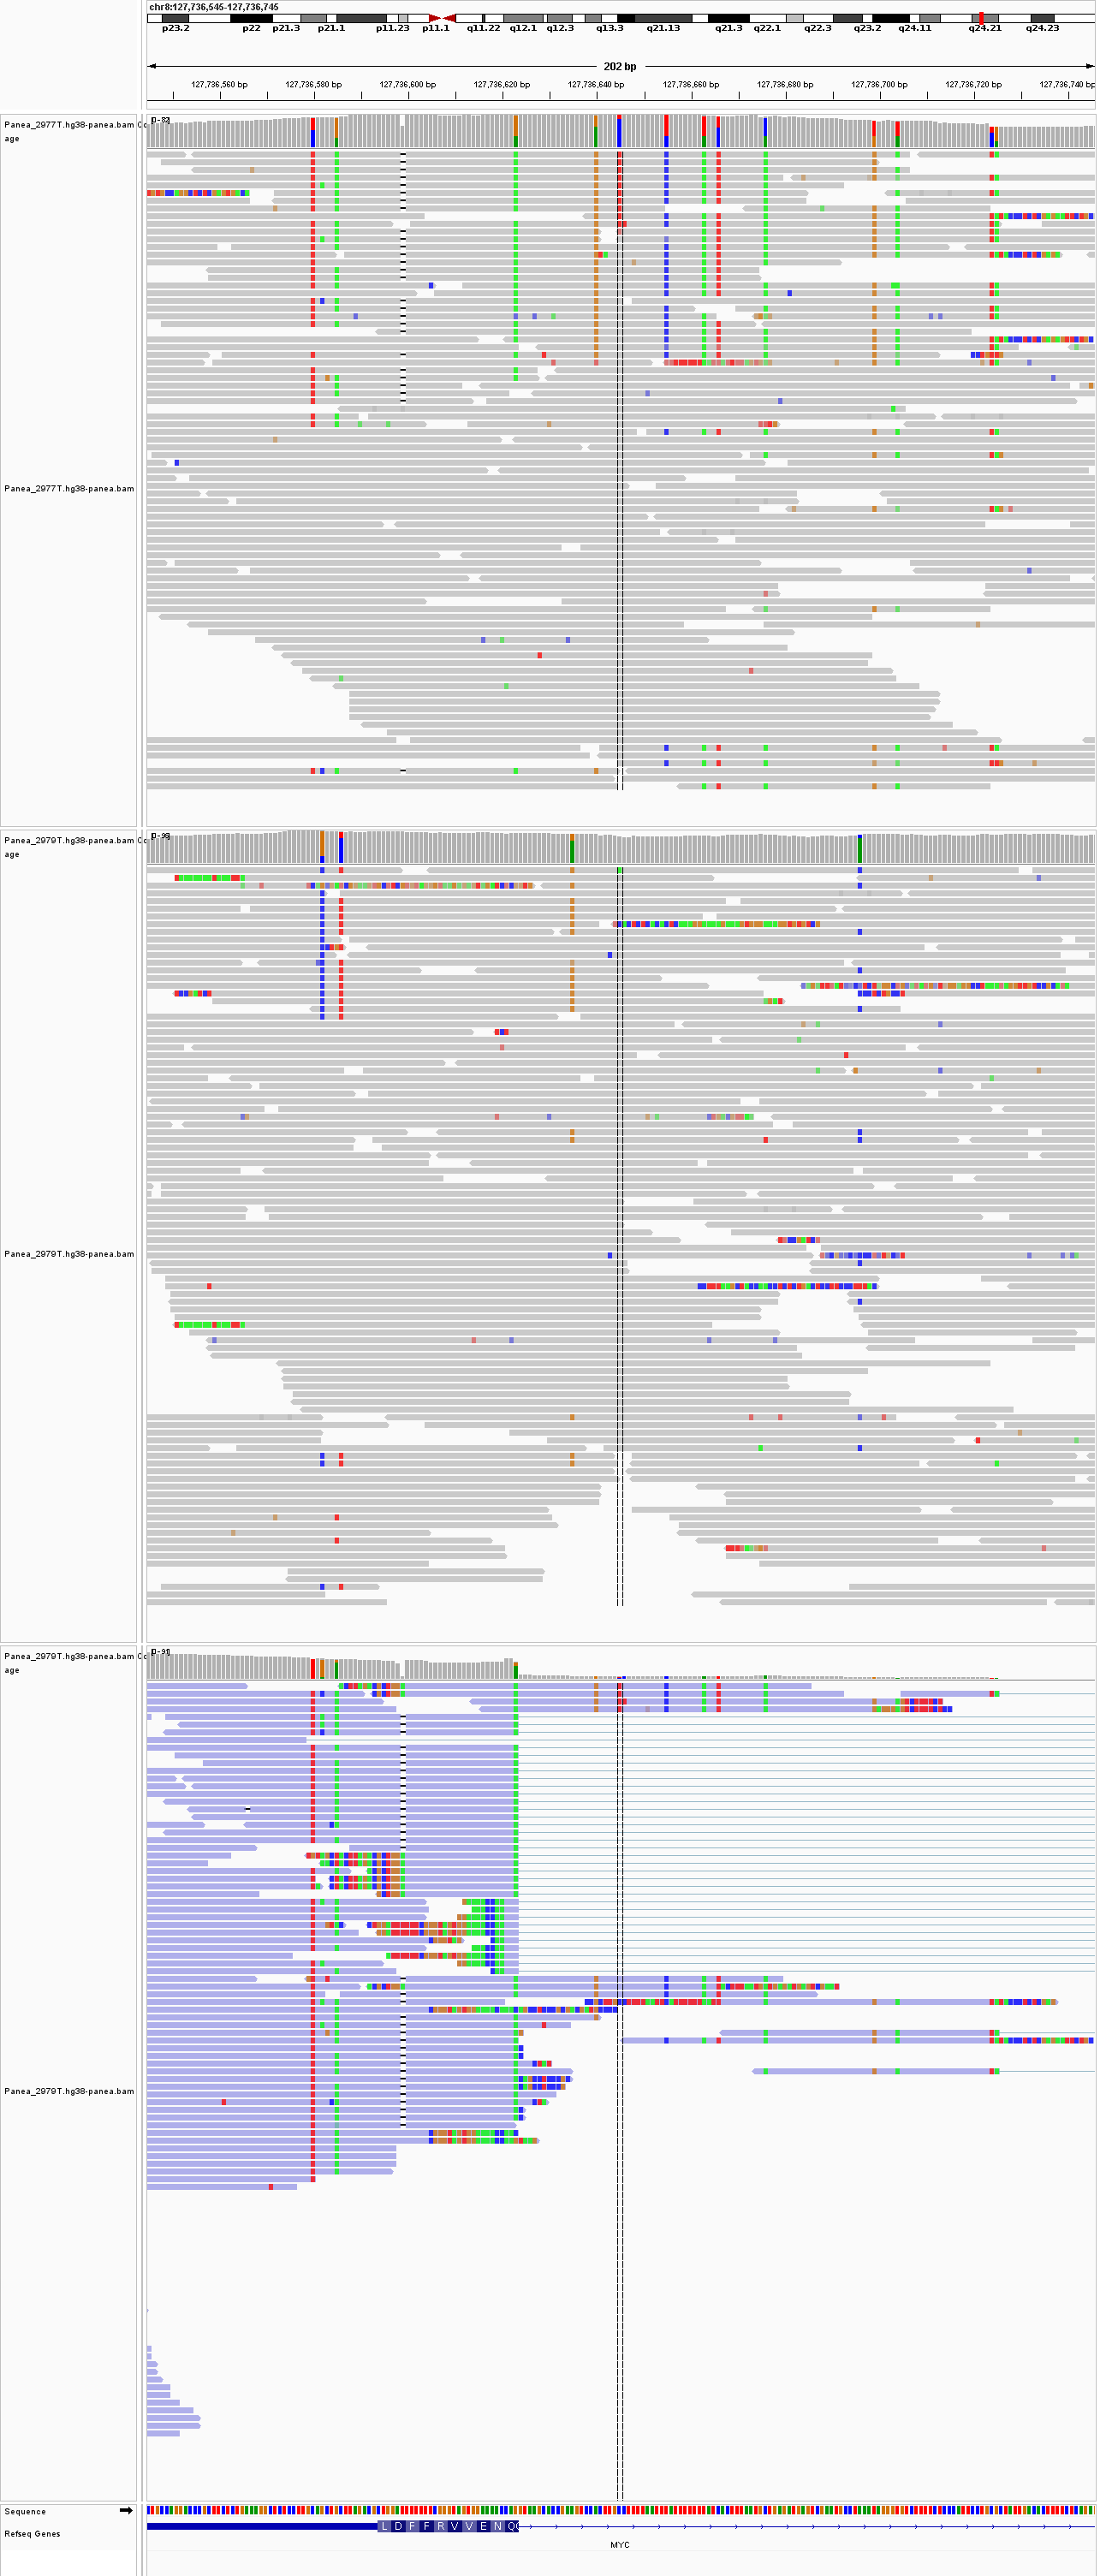 chr8:127,736,545-127,736,745
p23.2 p22 p21.3 p21.1 p11.23 p11.1 q11.22 q12.1 q12.3 q13.3 q21.13 q21.3 q22.1 q22.3 q23.2 q24.11 q24.21 q24.23
202 bp
127,736,560 bp 127,736,580 bp 127,736,600 bp 127,736,620 bp 127,736,640 bp 127,736,660 bp 127,736,680 bp 127,736,700 bp 127,736,720 bp 127,736,740 bp
Panea_2977T.hg38-panea.bam Co
age
Panea_2977T.hg38-panea.bam
Panea_2979T.hg38-panea.bam Co
age
Panea_2979T.hg38-panea.bam
Panea_2979T.hg38-panea.bam Co
age
Panea_2979T.hg38-panea.bam
Sequence
Refseq Genes
L D F F R V V E N Q
MYC